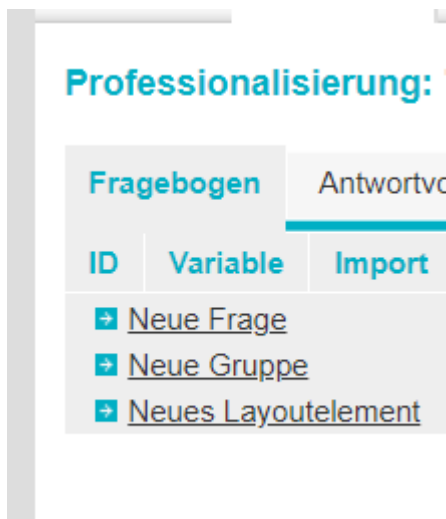 Professionalisierung:
Fragebogen
ID Variable Import
Neue Frage
Neue Gruppe
Neues Layoutelement